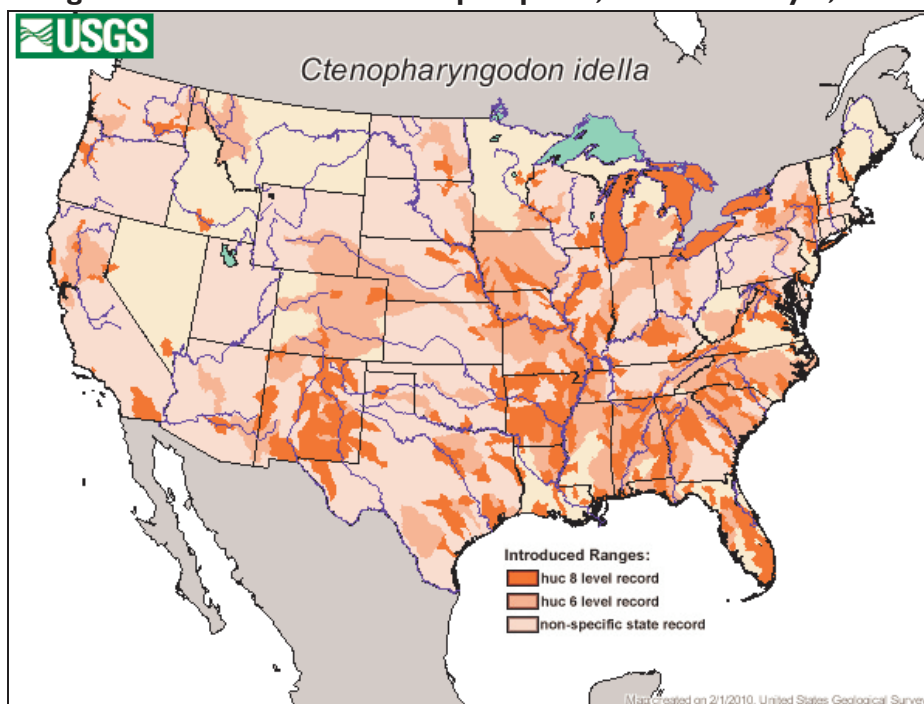 USGS
Ctenopharyngodon idella
Introduced Ranges:
huc 8 level record
huc 6 level record
non-specific state record
Map created on 2/1/2010. United States Geological Survey